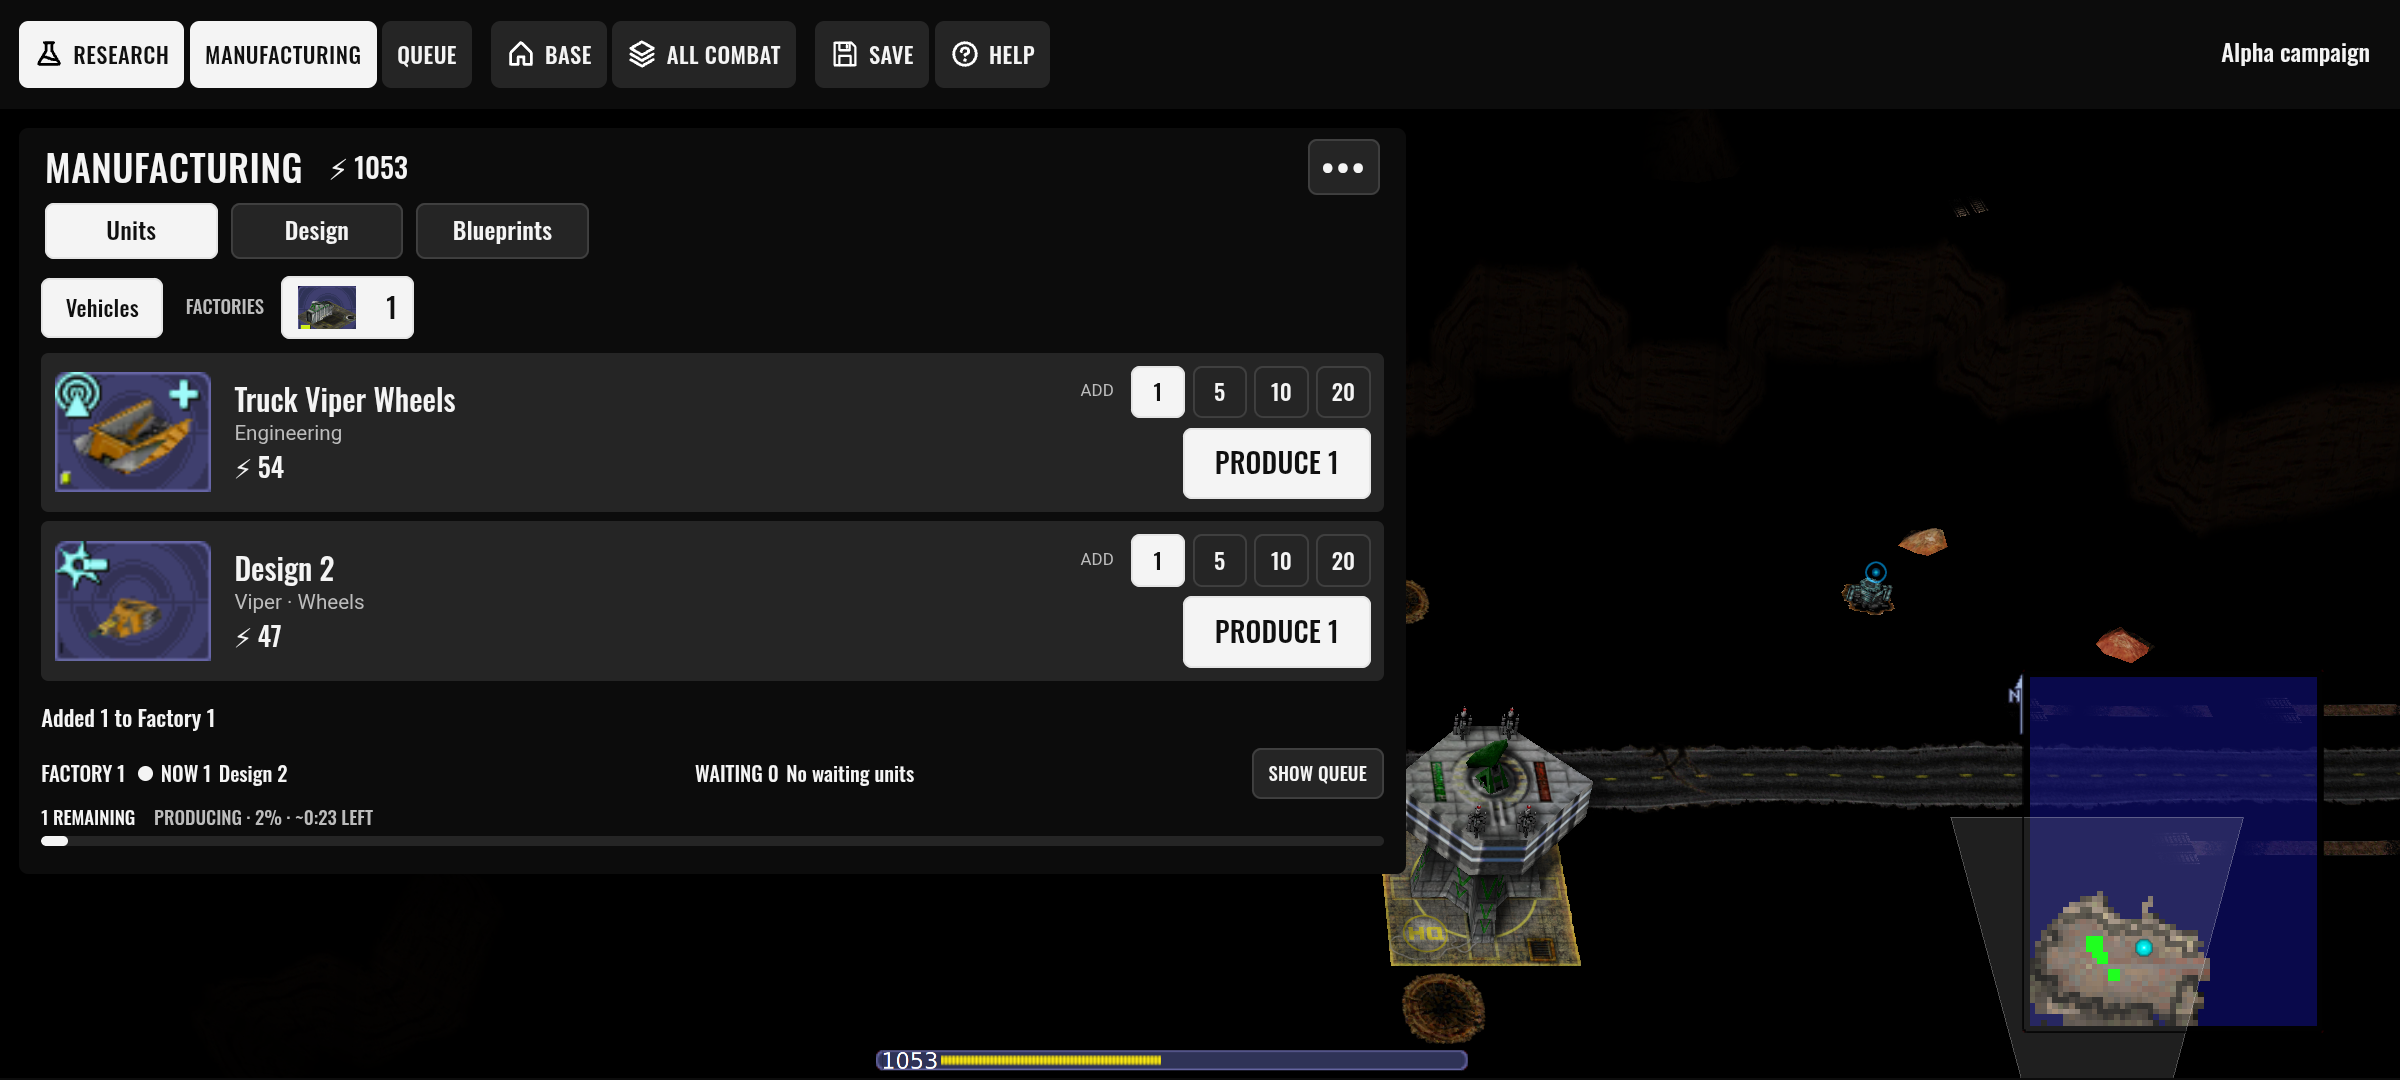 RESEARCH MANUFACTURING QUEUE BASE ALL COMBAT SAVE HELP Alpha campaign
MANUFACTURING ⚡ 1053 •••
Units Design Blueprints
Vehicles FACTORIES 1
Truck Viper Wheels
Engineering
⚡ 54
ADD 1 5 10 20
PRODUCE 1
Design 2
Viper · Wheels
⚡ 47
ADD 1 5 10 20
PRODUCE 1
Added 1 to Factory 1
FACTORY 1 ● NOW 1 Design 2 WAITING 0 No waiting units SHOW QUEUE
1 REMAINING PRODUCING · 2% · ~0:23 LEFT
N
HQ
1053